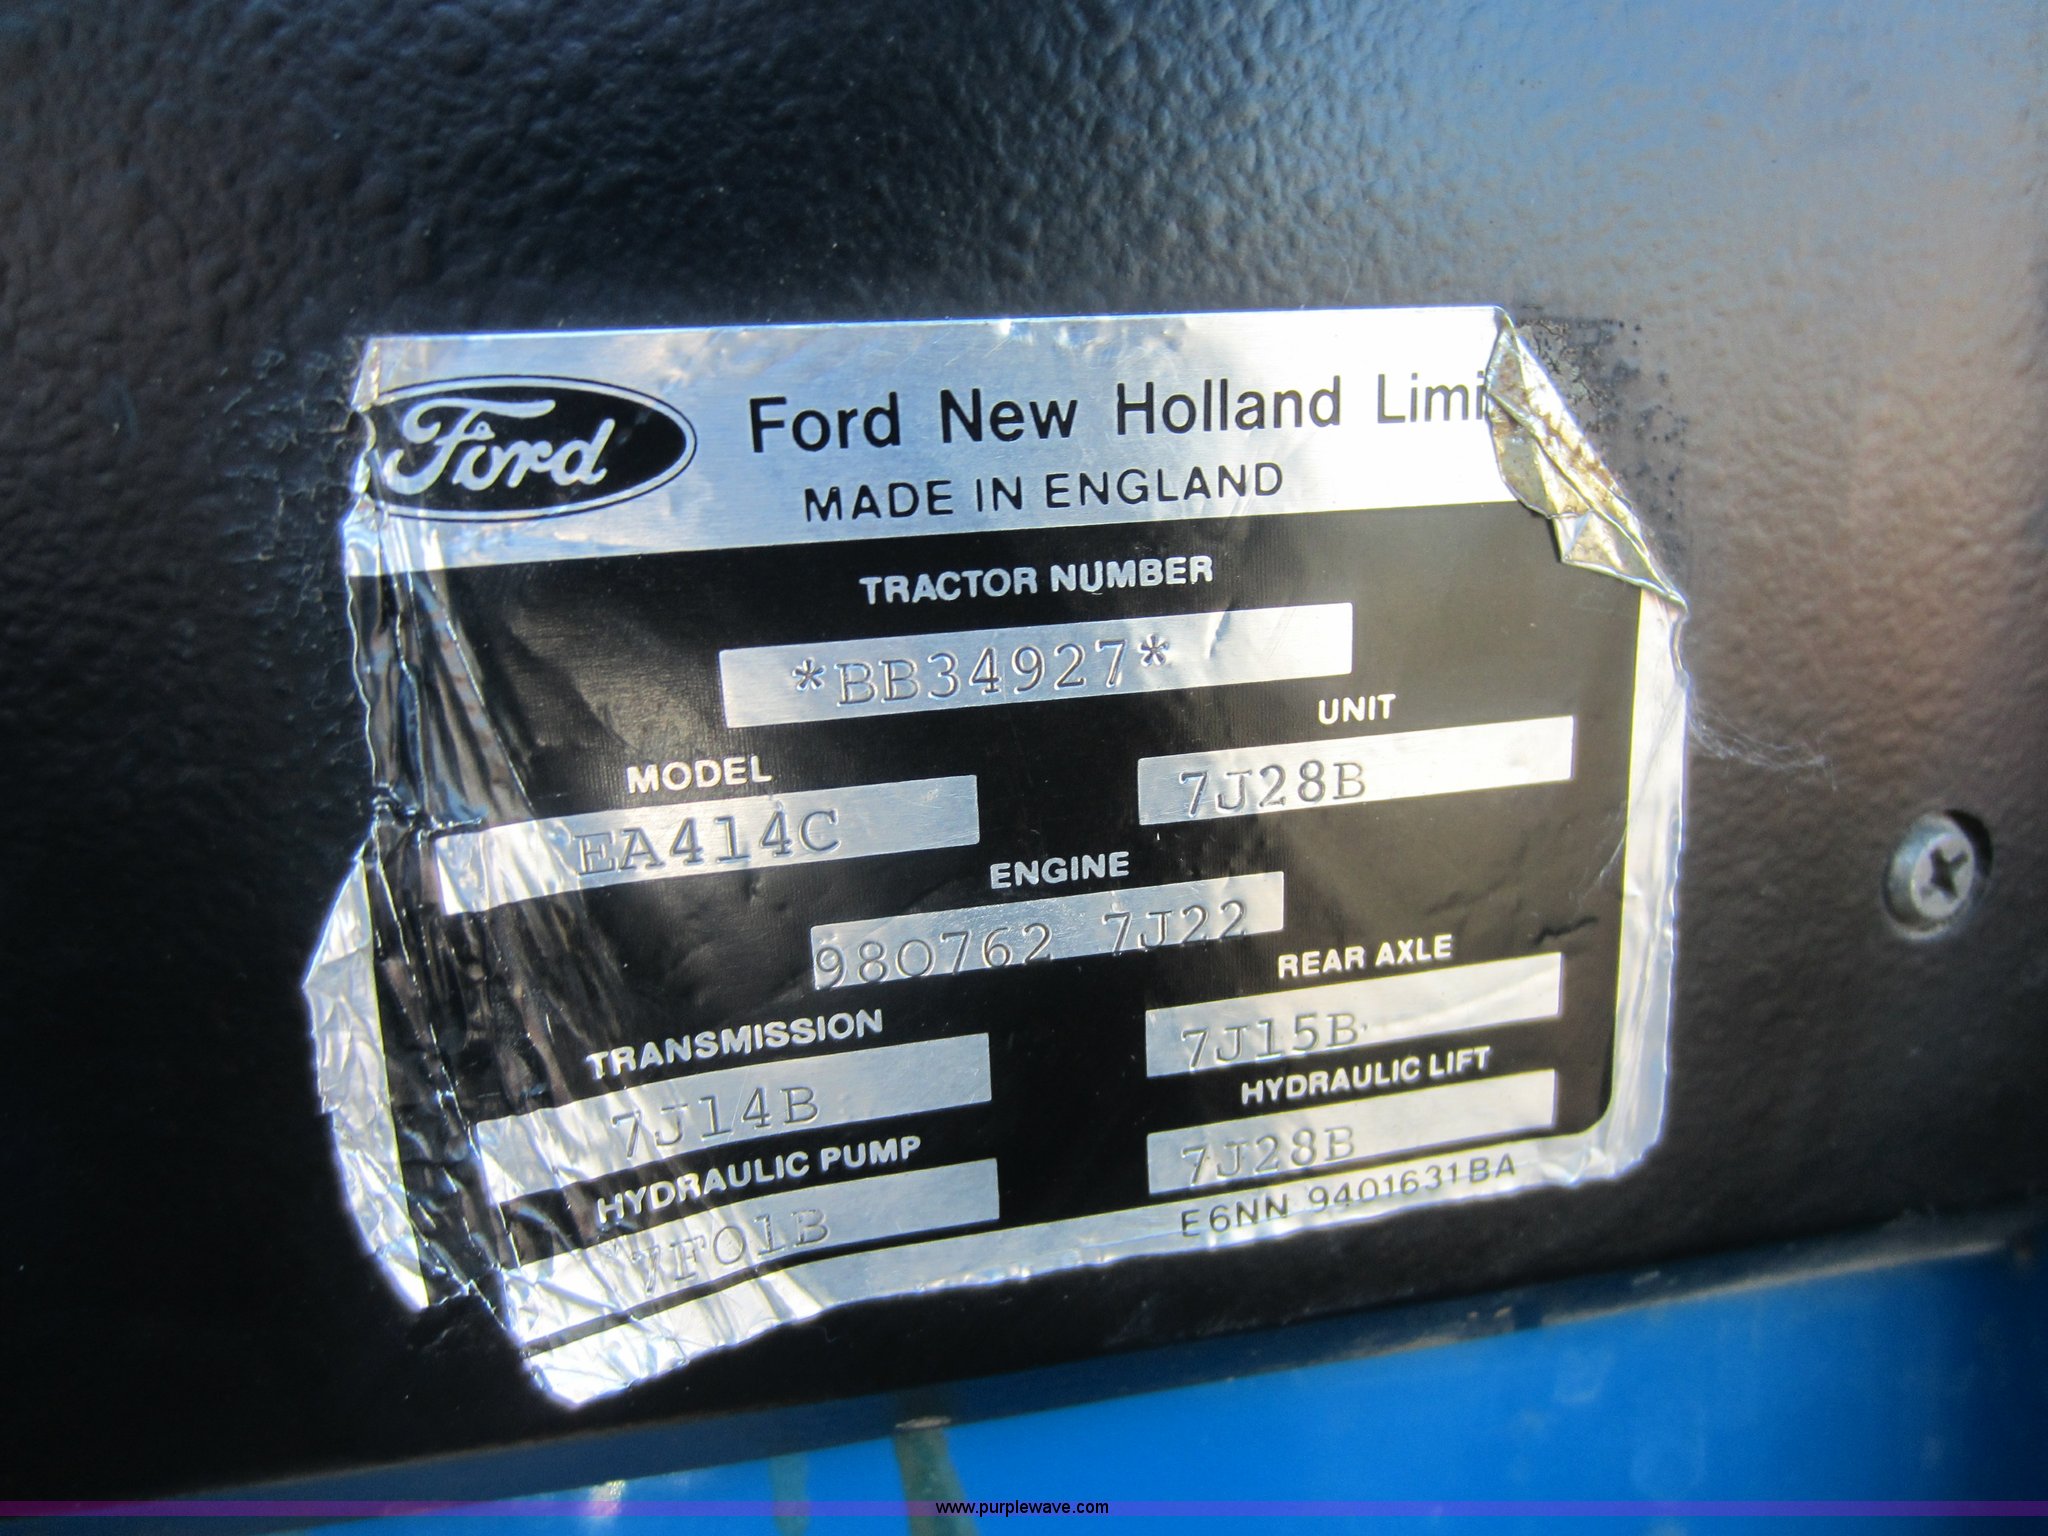 Ford
Ford New Holland Limi
MADE IN ENGLAND
TRACTOR NUMBER
*BB34927*
MODEL
EA414C
UNIT
7J28B
ENGINE
980762 7J22
TRANSMISSION
7J14B
REAR AXLE
7J15B
HYDRAULIC PUMP
7F01B
HYDRAULIC LIFT
7J28B
E6NN 9401631BA
www.purplewave.com